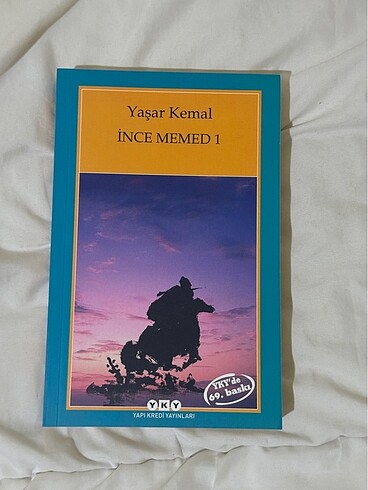 Yaşar Kemal
İNCE MEMED 1
YKY'de
69. baskı
YKY
YAPI KREDİ YAYINLARI